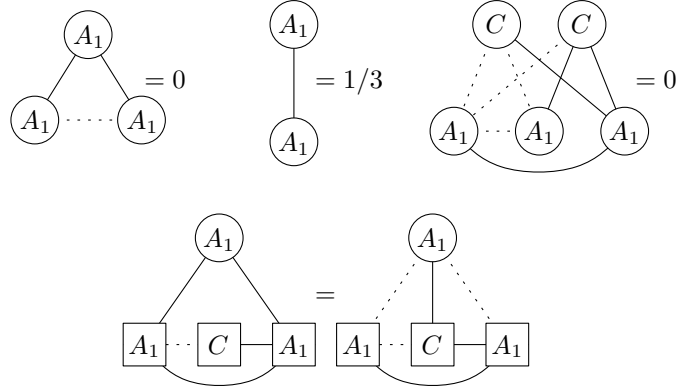 A₁ C C
= 0 A₁ = 1/3 = 0
A₁ A₁ A₁ A₁ A₁ A₁
A₁ A₁
=
A₁ C A₁ A₁ C A₁